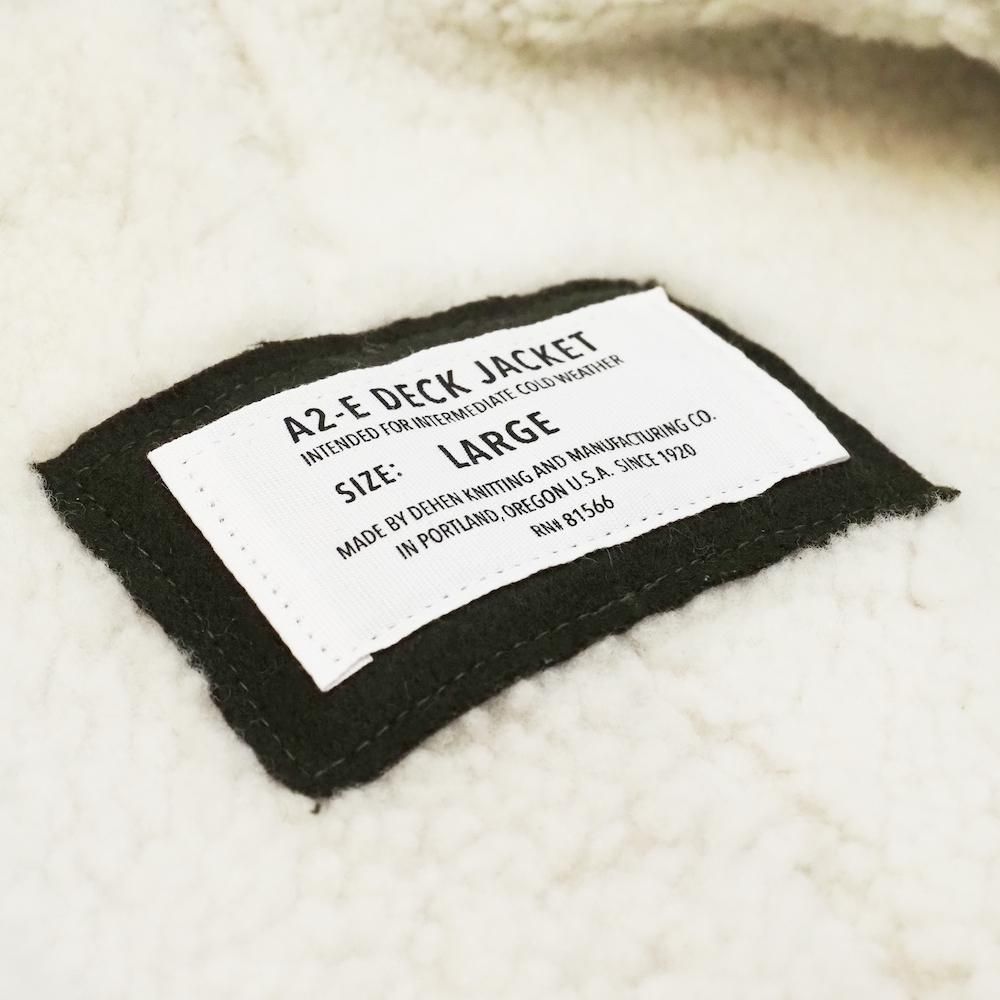 A2-E DECK JACKET
INTENDED FOR INTERMEDIATE COLD WEATHER
SIZE: LARGE
MADE BY DEHEN KNITTING AND MANUFACTURING CO.
IN PORTLAND, OREGON U.S.A. SINCE 1920
RN# 81566